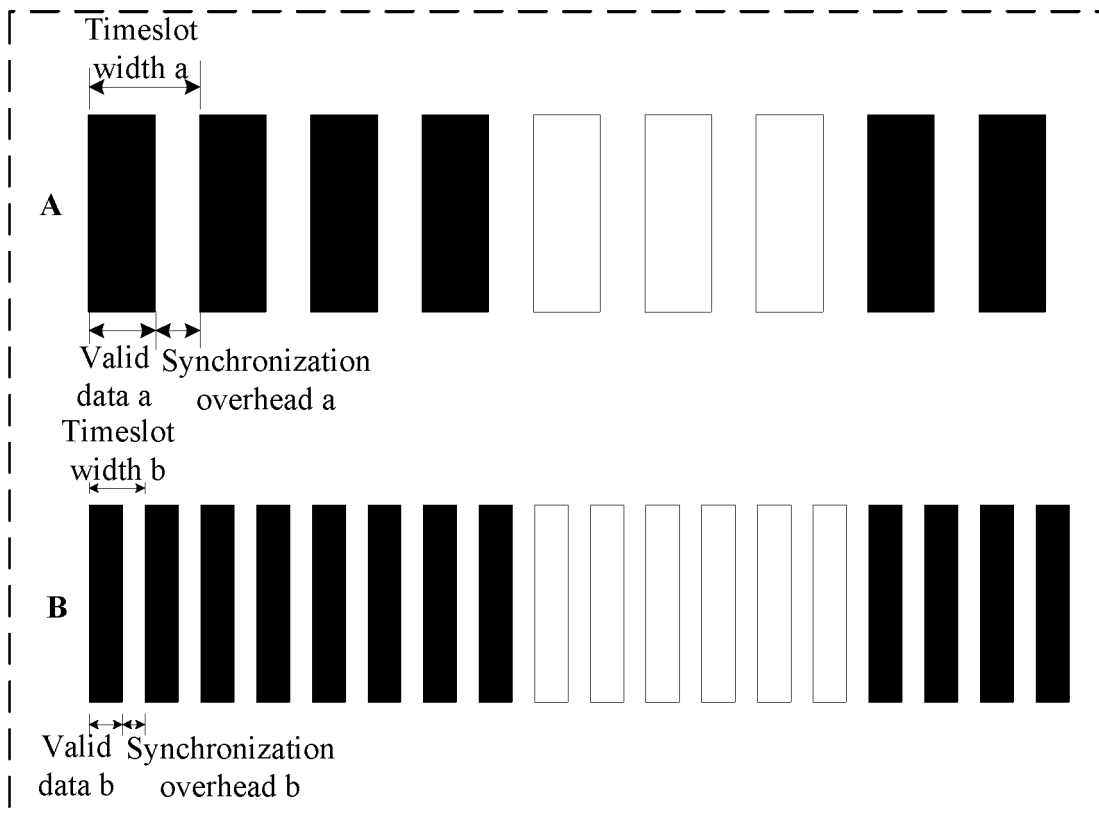 Timeslot
width a
A
Valid
data a
Synchronization
overhead a
Timeslot
width b
B
Valid
data b
Synchronization
overhead b